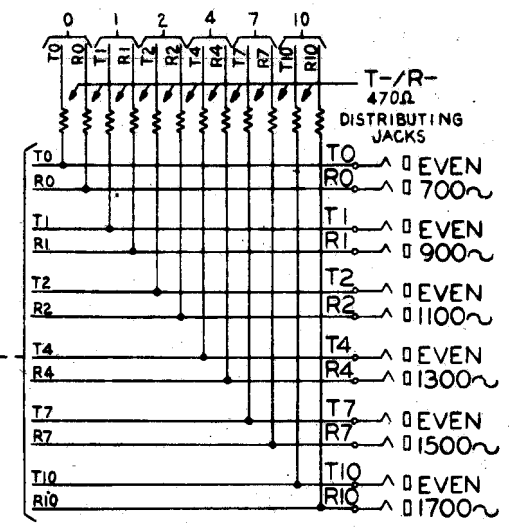 0 1 2 4 7 10
T0 R0 T1 R1 T2 R2 T4 R4 T7 R7 T10 R10
T-/R-
470Ω
DISTRIBUTING
JACKS
T0 T0 EVEN
R0 R0 700~
T1 T1 EVEN
R1 R1 900~
T2 T2 EVEN
R2 R2 1100~
T4 T4 EVEN
R4 R4 1300~
T7 T7 EVEN
R7 R7 1500~
T10 T10 EVEN
R10 R10 1700~